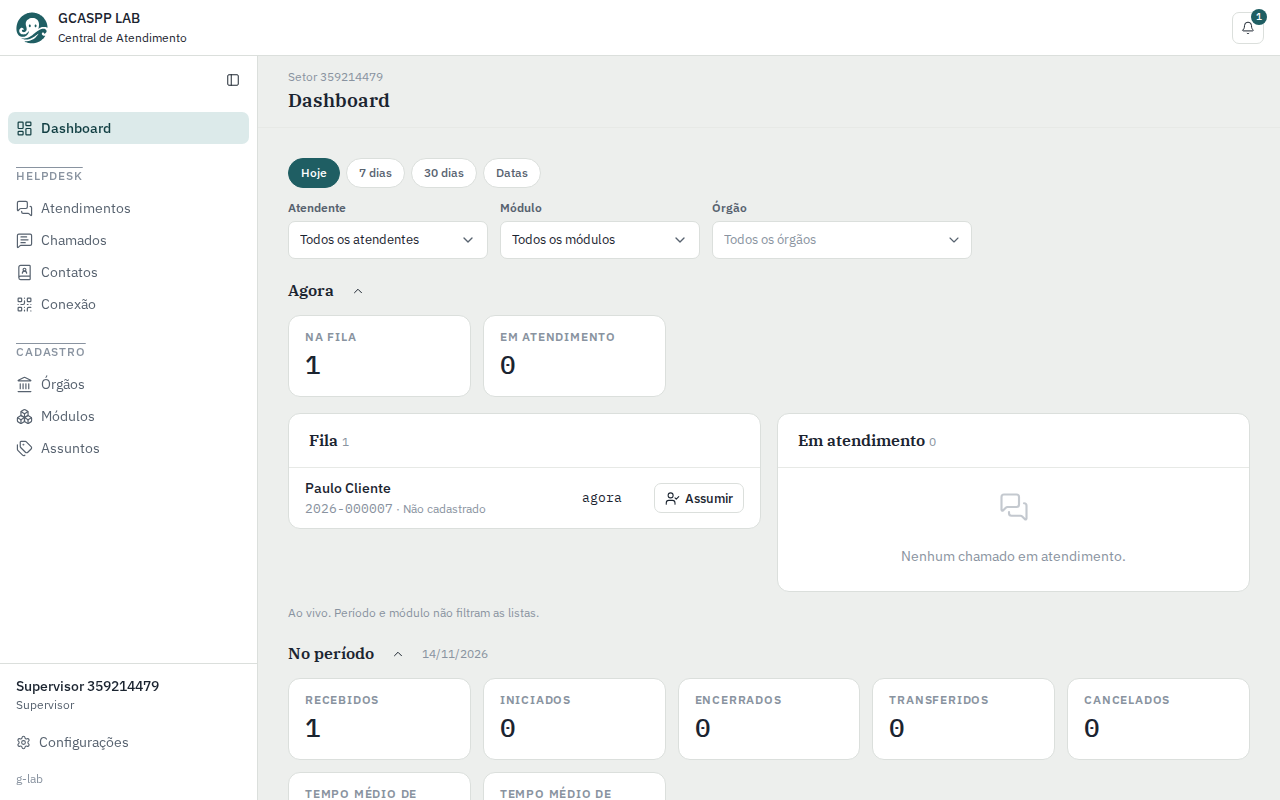 GCASPP LAB
Central de Atendimento
1
Dashboard
HELPDESK
Atendimentos
Chamados
Contatos
Conexão
CADASTRO
Órgãos
Módulos
Assuntos
Supervisor 359214479
Supervisor
Configurações
g-lab
Setor 359214479
Dashboard
Hoje 7 dias 30 dias Datas
Atendente Módulo Órgão
Todos os atendentes Todos os módulos Todos os órgãos
Agora
NA FILA EM ATENDIMENTO
1 0
Fila 1
Paulo Cliente
2026-000007 · Não cadastrado
agora
Assumir
Em atendimento 0
Nenhum chamado em atendimento.
Ao vivo. Período e módulo não filtram as listas.
No período 14/11/2026
RECEBIDOS INICIADOS ENCERRADOS TRANSFERIDOS CANCELADOS
1 0 0 0 0
TEMPO MÉDIO DE TEMPO MÉDIO DE